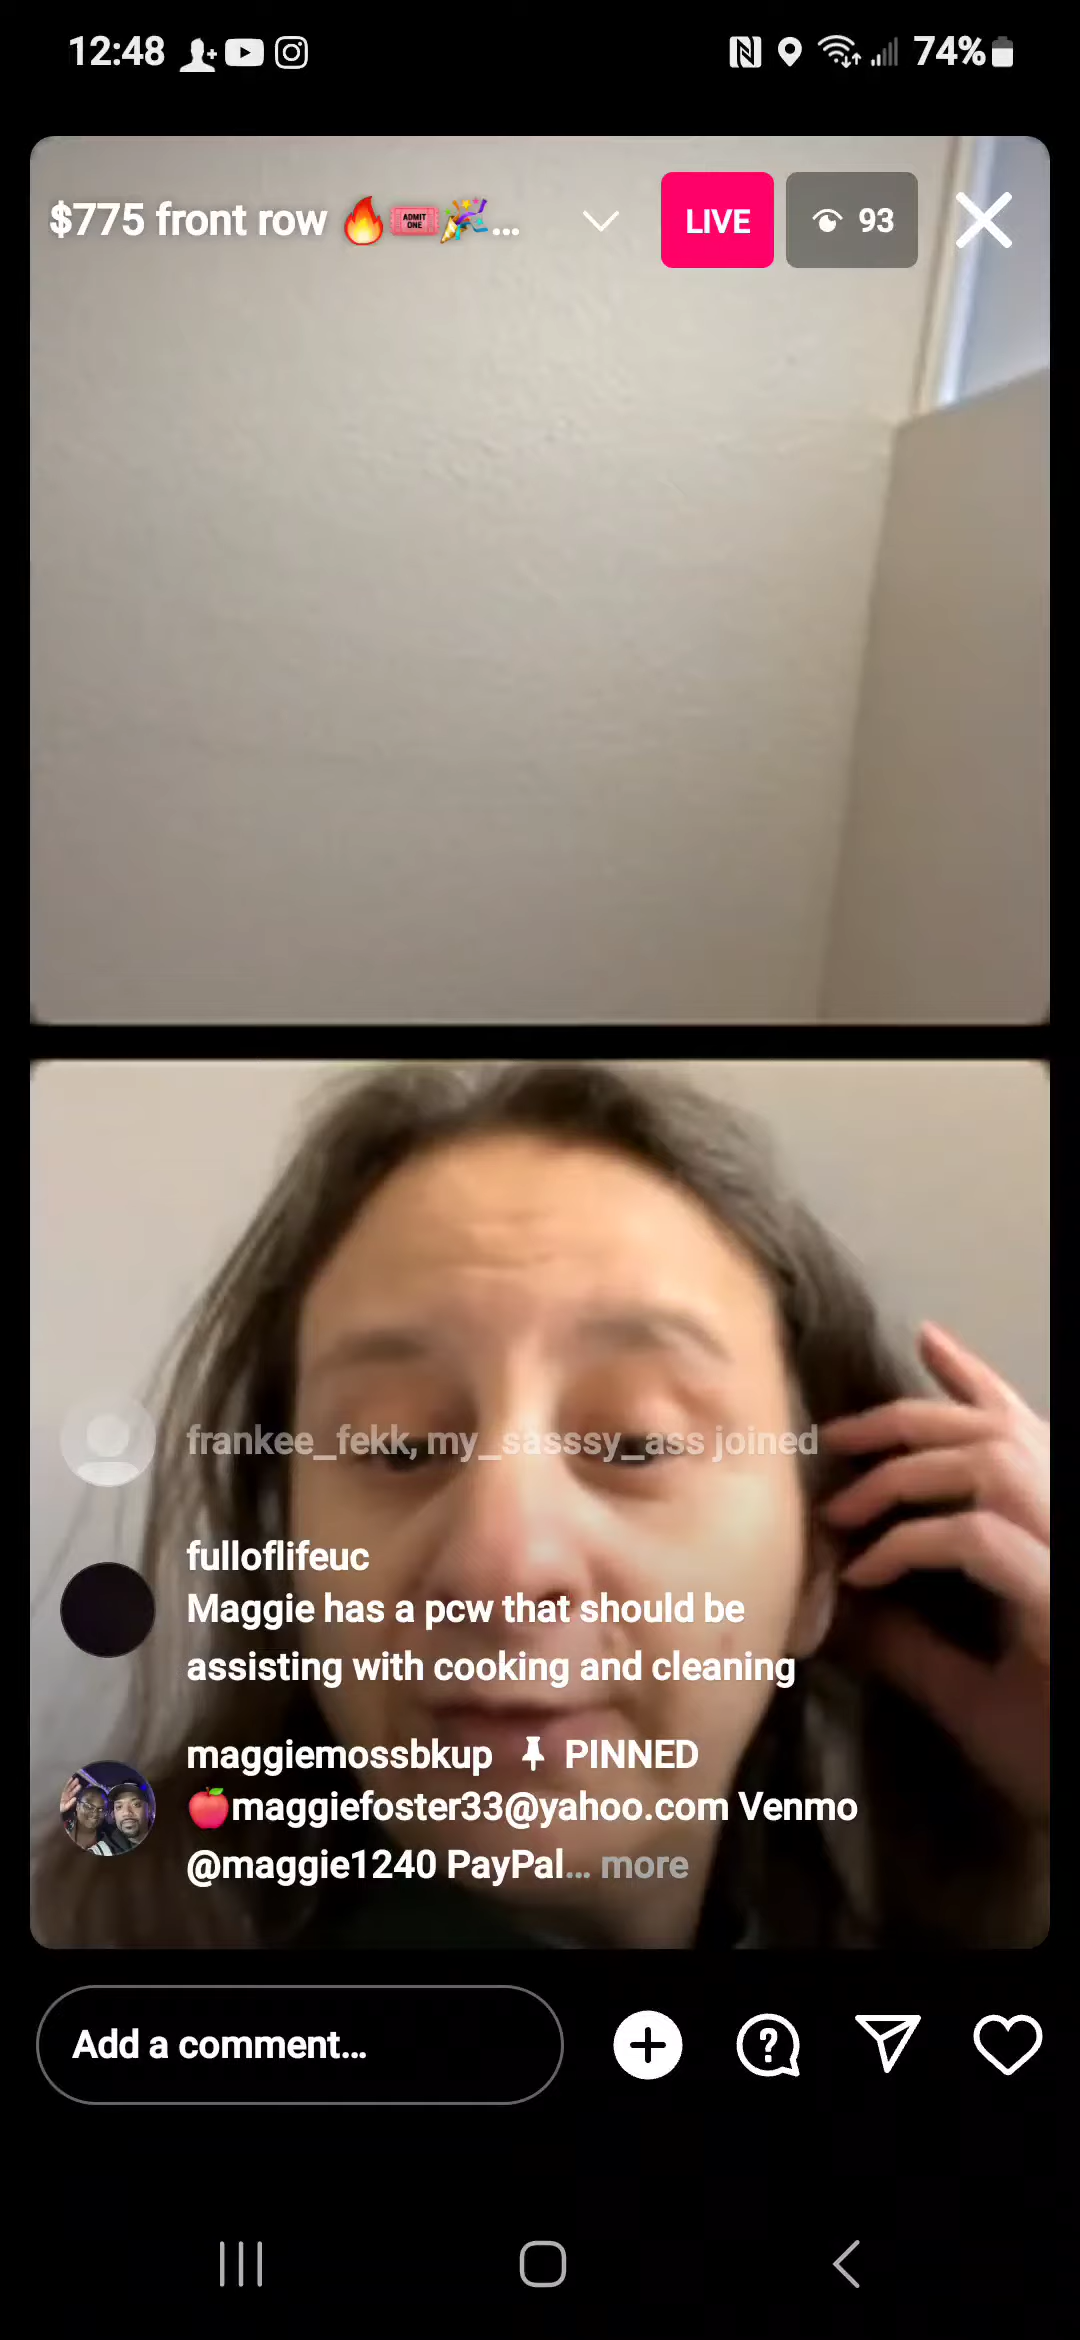 12:48
74%
$775 front row 🔥🎟️🎉...
LIVE
93
frankee_fekk, my_sasssy_ass joined
fulloflifeuc
Maggie has a pcw that should be
assisting with cooking and cleaning
maggiemossbkup 📌 PINNED
🍎maggiefoster33@yahoo.com Venmo
@maggie1240 PayPal... more
Add a comment...